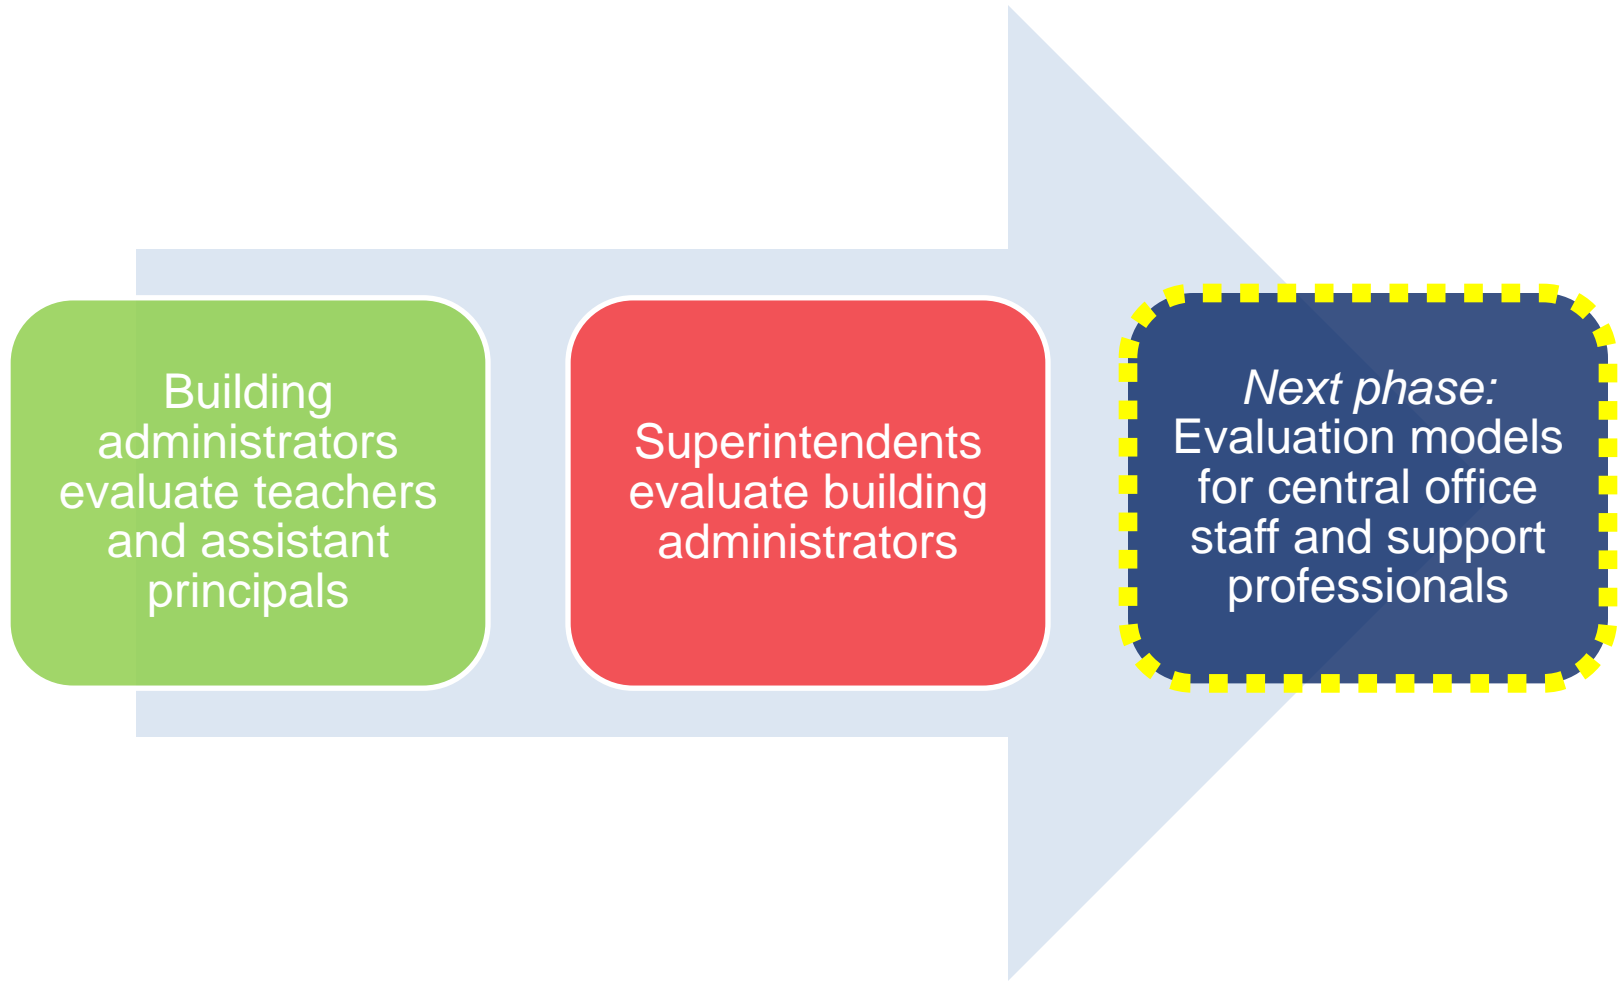 Building
administrators
evaluate teachers
and assistant
principals
Superintendents
evaluate building
administrators
Next phase:
Evaluation models
for central office
staff and support
professionals